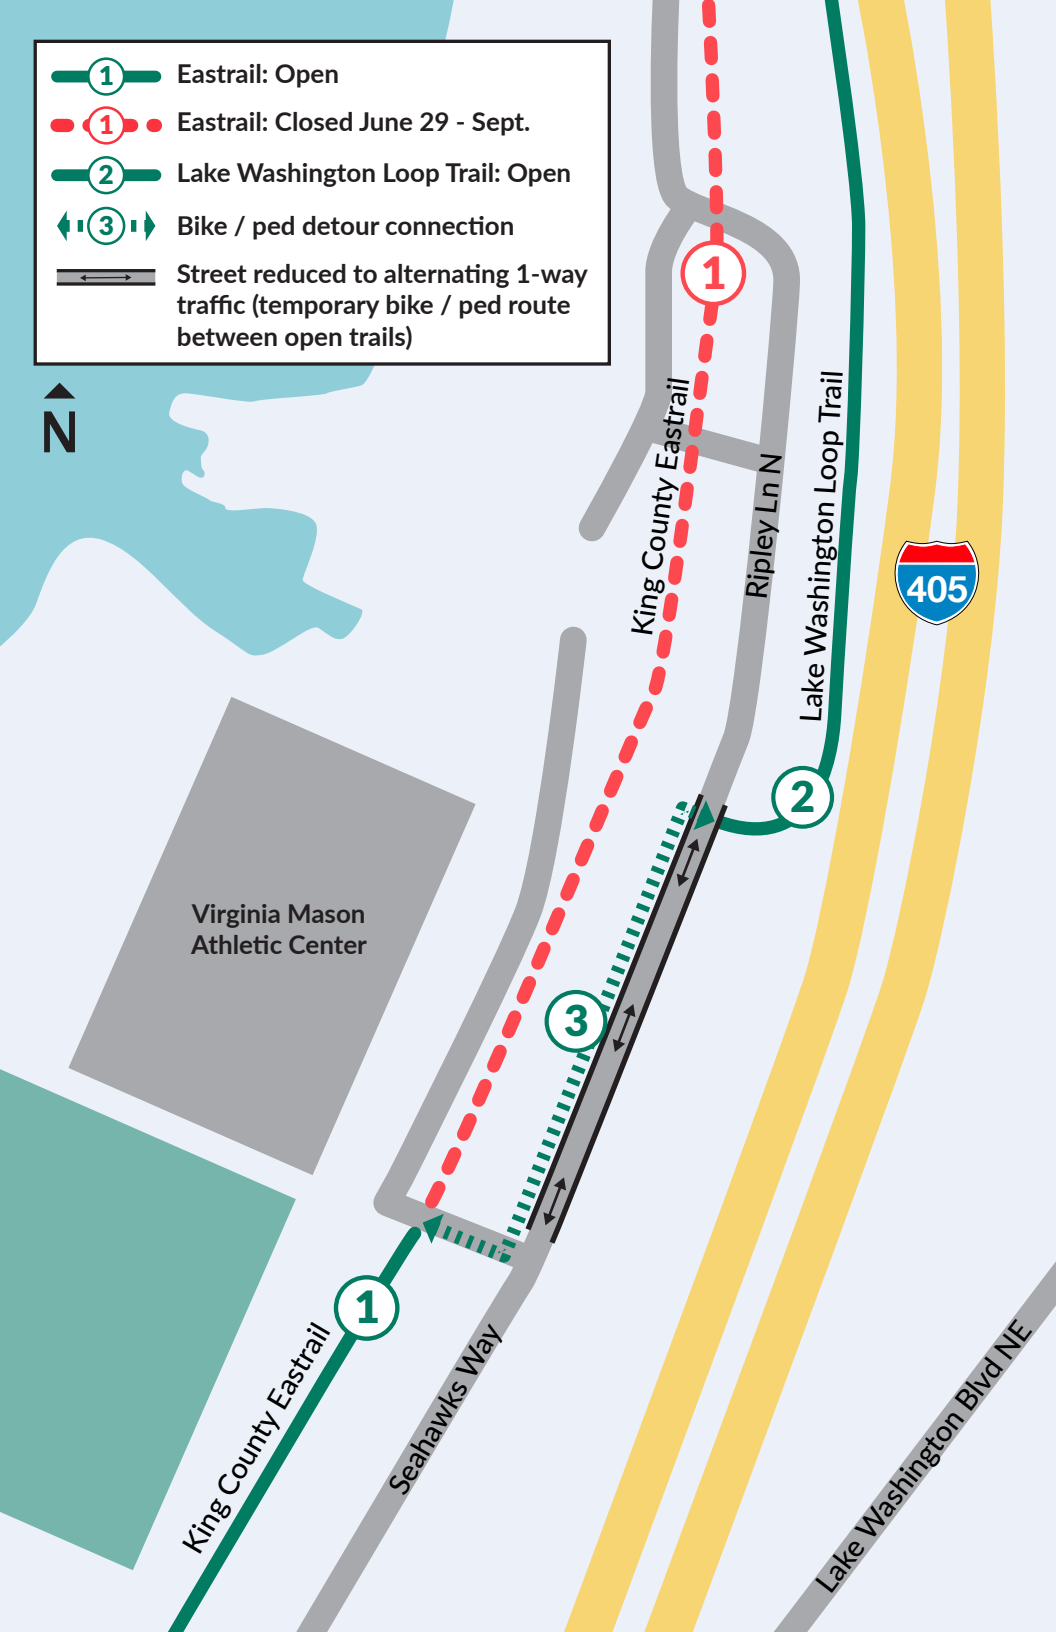 1 Eastrail: Open
1 Eastrail: Closed June 29 - Sept.
2 Lake Washington Loop Trail: Open
3 Bike / ped detour connection
Street reduced to alternating 1-way
traffic (temporary bike / ped route
between open trails)
N
1
King County Eastrail
Ripley Ln N
Lake Washington Loop Trail
405
2
Virginia Mason
Athletic Center
3
1
King County Eastrail
Seahawks Way
Lake Washington Blvd NE